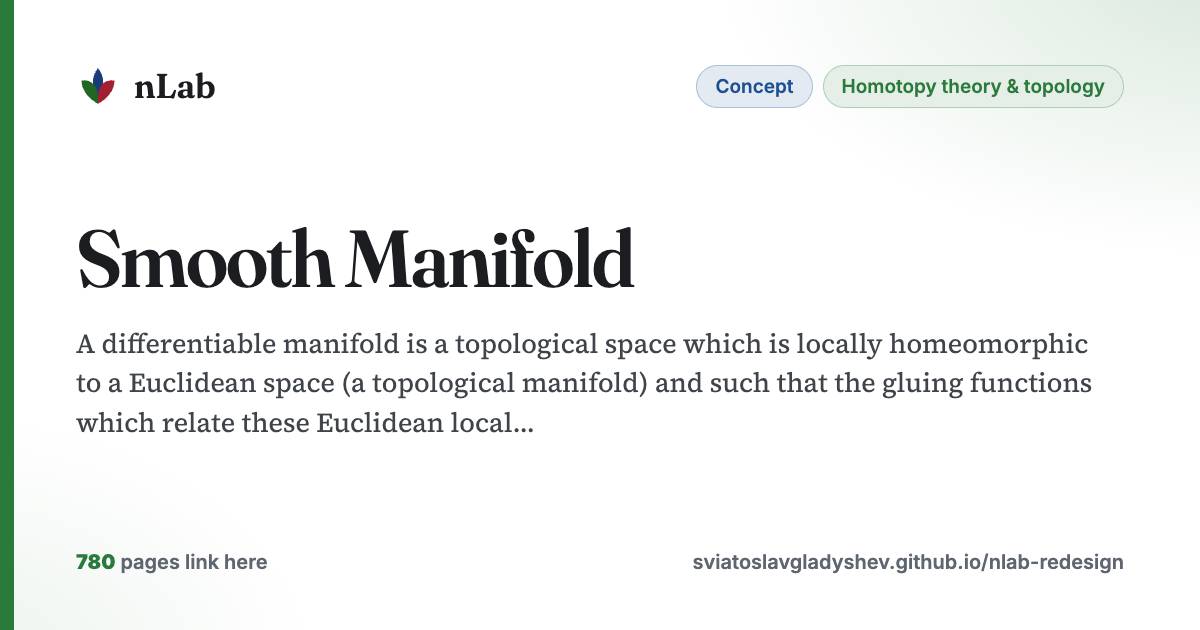 nLab
Concept
Homotopy theory & topology
Smooth Manifold
A differentiable manifold is a topological space which is locally homeomorphic
to a Euclidean space (a topological manifold) and such that the gluing functions
which relate these Euclidean local...
780 pages link here
sviatoslavgladyshev.github.io/nlab-redesign